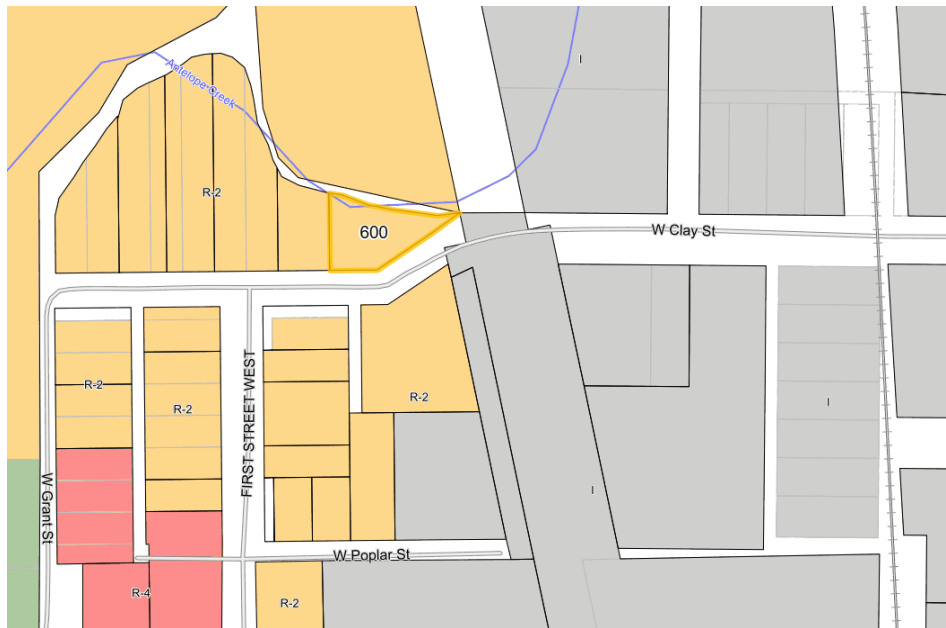 I
Antelope Creek
R-2
600
W Clay St
R-2
R-2
FIRST STREET WEST
R-2
I
I
W Grant St
W Poplar St
R-4
R-2